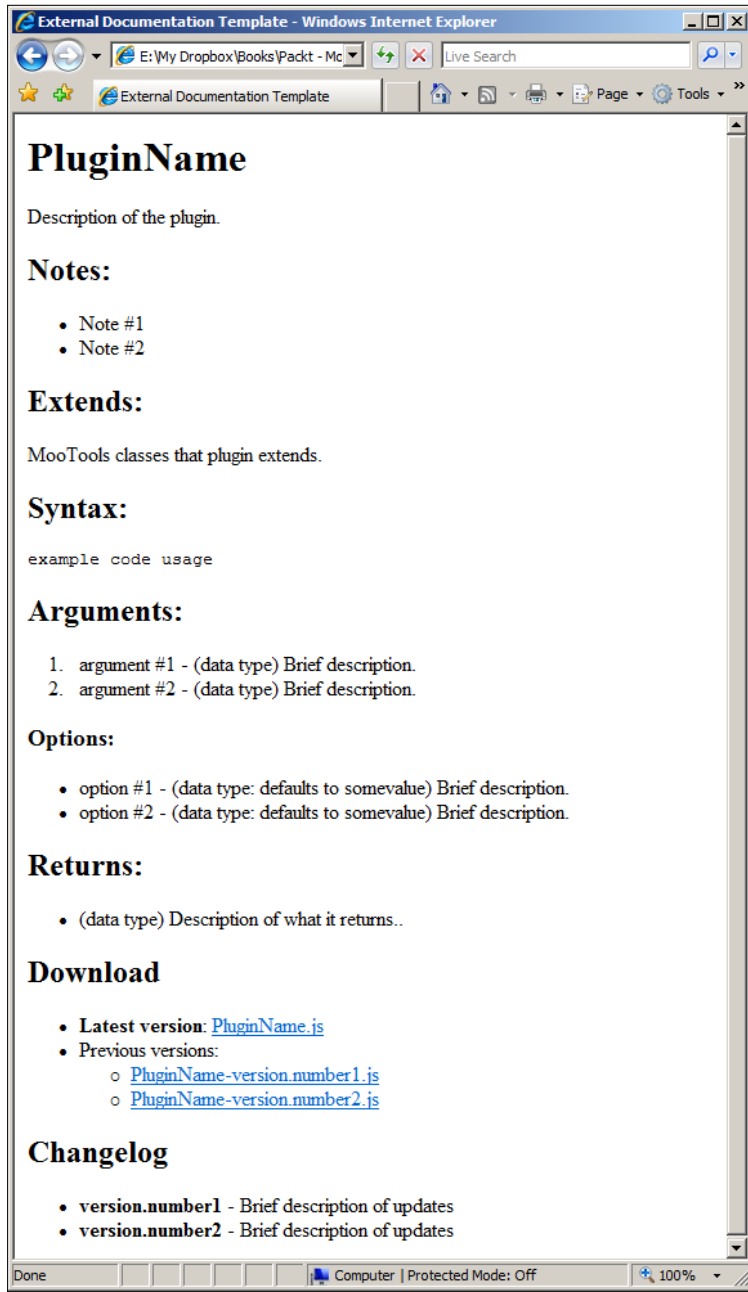 External Documentation Template - Windows Internet Explorer
E:\My Dropbox\Books\Packt - Mc
Live Search
External Documentation Template
Page
Tools
»
PluginName
Description of the plugin.
Notes:
• Note #1
• Note #2
Extends:
MooTools classes that plugin extends.
Syntax:
example code usage
Arguments:
1. argument #1 - (data type) Brief description.
2. argument #2 - (data type) Brief description.
Options:
• option #1 - (data type: defaults to somevalue) Brief description.
• option #2 - (data type: defaults to somevalue) Brief description.
Returns:
• (data type) Description of what it returns..
Download
• Latest version: PluginName.js
• Previous versions:
o PluginName-version.number1.js
o PluginName-version.number2.js
Changelog
• version.number1 - Brief description of updates
• version.number2 - Brief description of updates
Done
Computer | Protected Mode: Off
100%